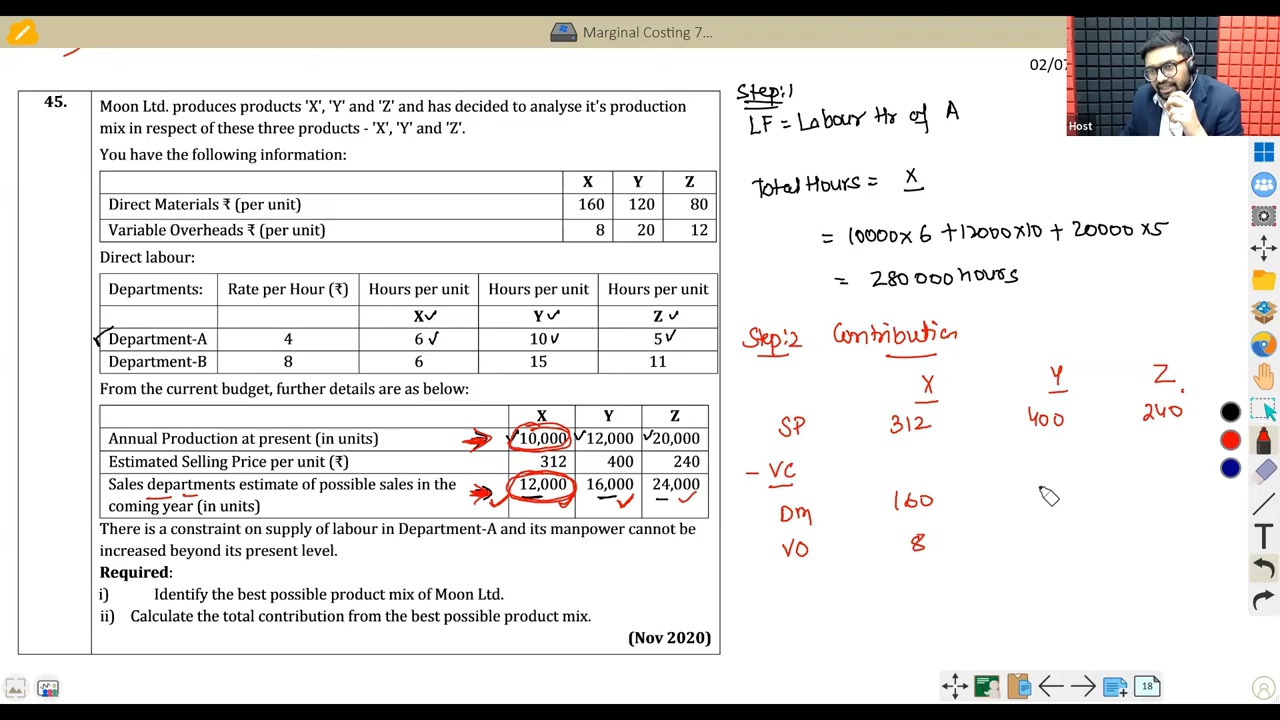 Marginal Costing 7...
02/07
Host
45.
Moon Ltd. produces products 'X', 'Y' and 'Z' and has decided to analyse it's production
mix in respect of these three products - 'X', 'Y' and 'Z'.
You have the following information:
X Y Z
Direct Materials ₹ (per unit) 160 120 80
Variable Overheads ₹ (per unit) 8 20 12
Direct labour:
Departments: Rate per Hour (₹) Hours per unit Hours per unit Hours per unit
X Y Z
Department-A 4 6 10 5
Department-B 8 6 15 11
From the current budget, further details are as below:
X Y Z
Annual Production at present (in units) 10,000 12,000 20,000
Estimated Selling Price per unit (₹) 312 400 240
Sales departments estimate of possible sales in the 12,000 16,000 24,000
coming year (in units)
There is a constraint on supply of labour in Department-A and its manpower cannot be
increased beyond its present level.
Required:
i) Identify the best possible product mix of Moon Ltd.
ii) Calculate the total contribution from the best possible product mix.
(Nov 2020)
Step:1
LF = Labour Hr of A
Total Hours = X
= 10000x 6 + 12000x10 + 20000 x5
= 280000 hours
Step:2 Contribution
X Y Z
SP 312 400 240
- VC
DM 160
VO 8
T
18